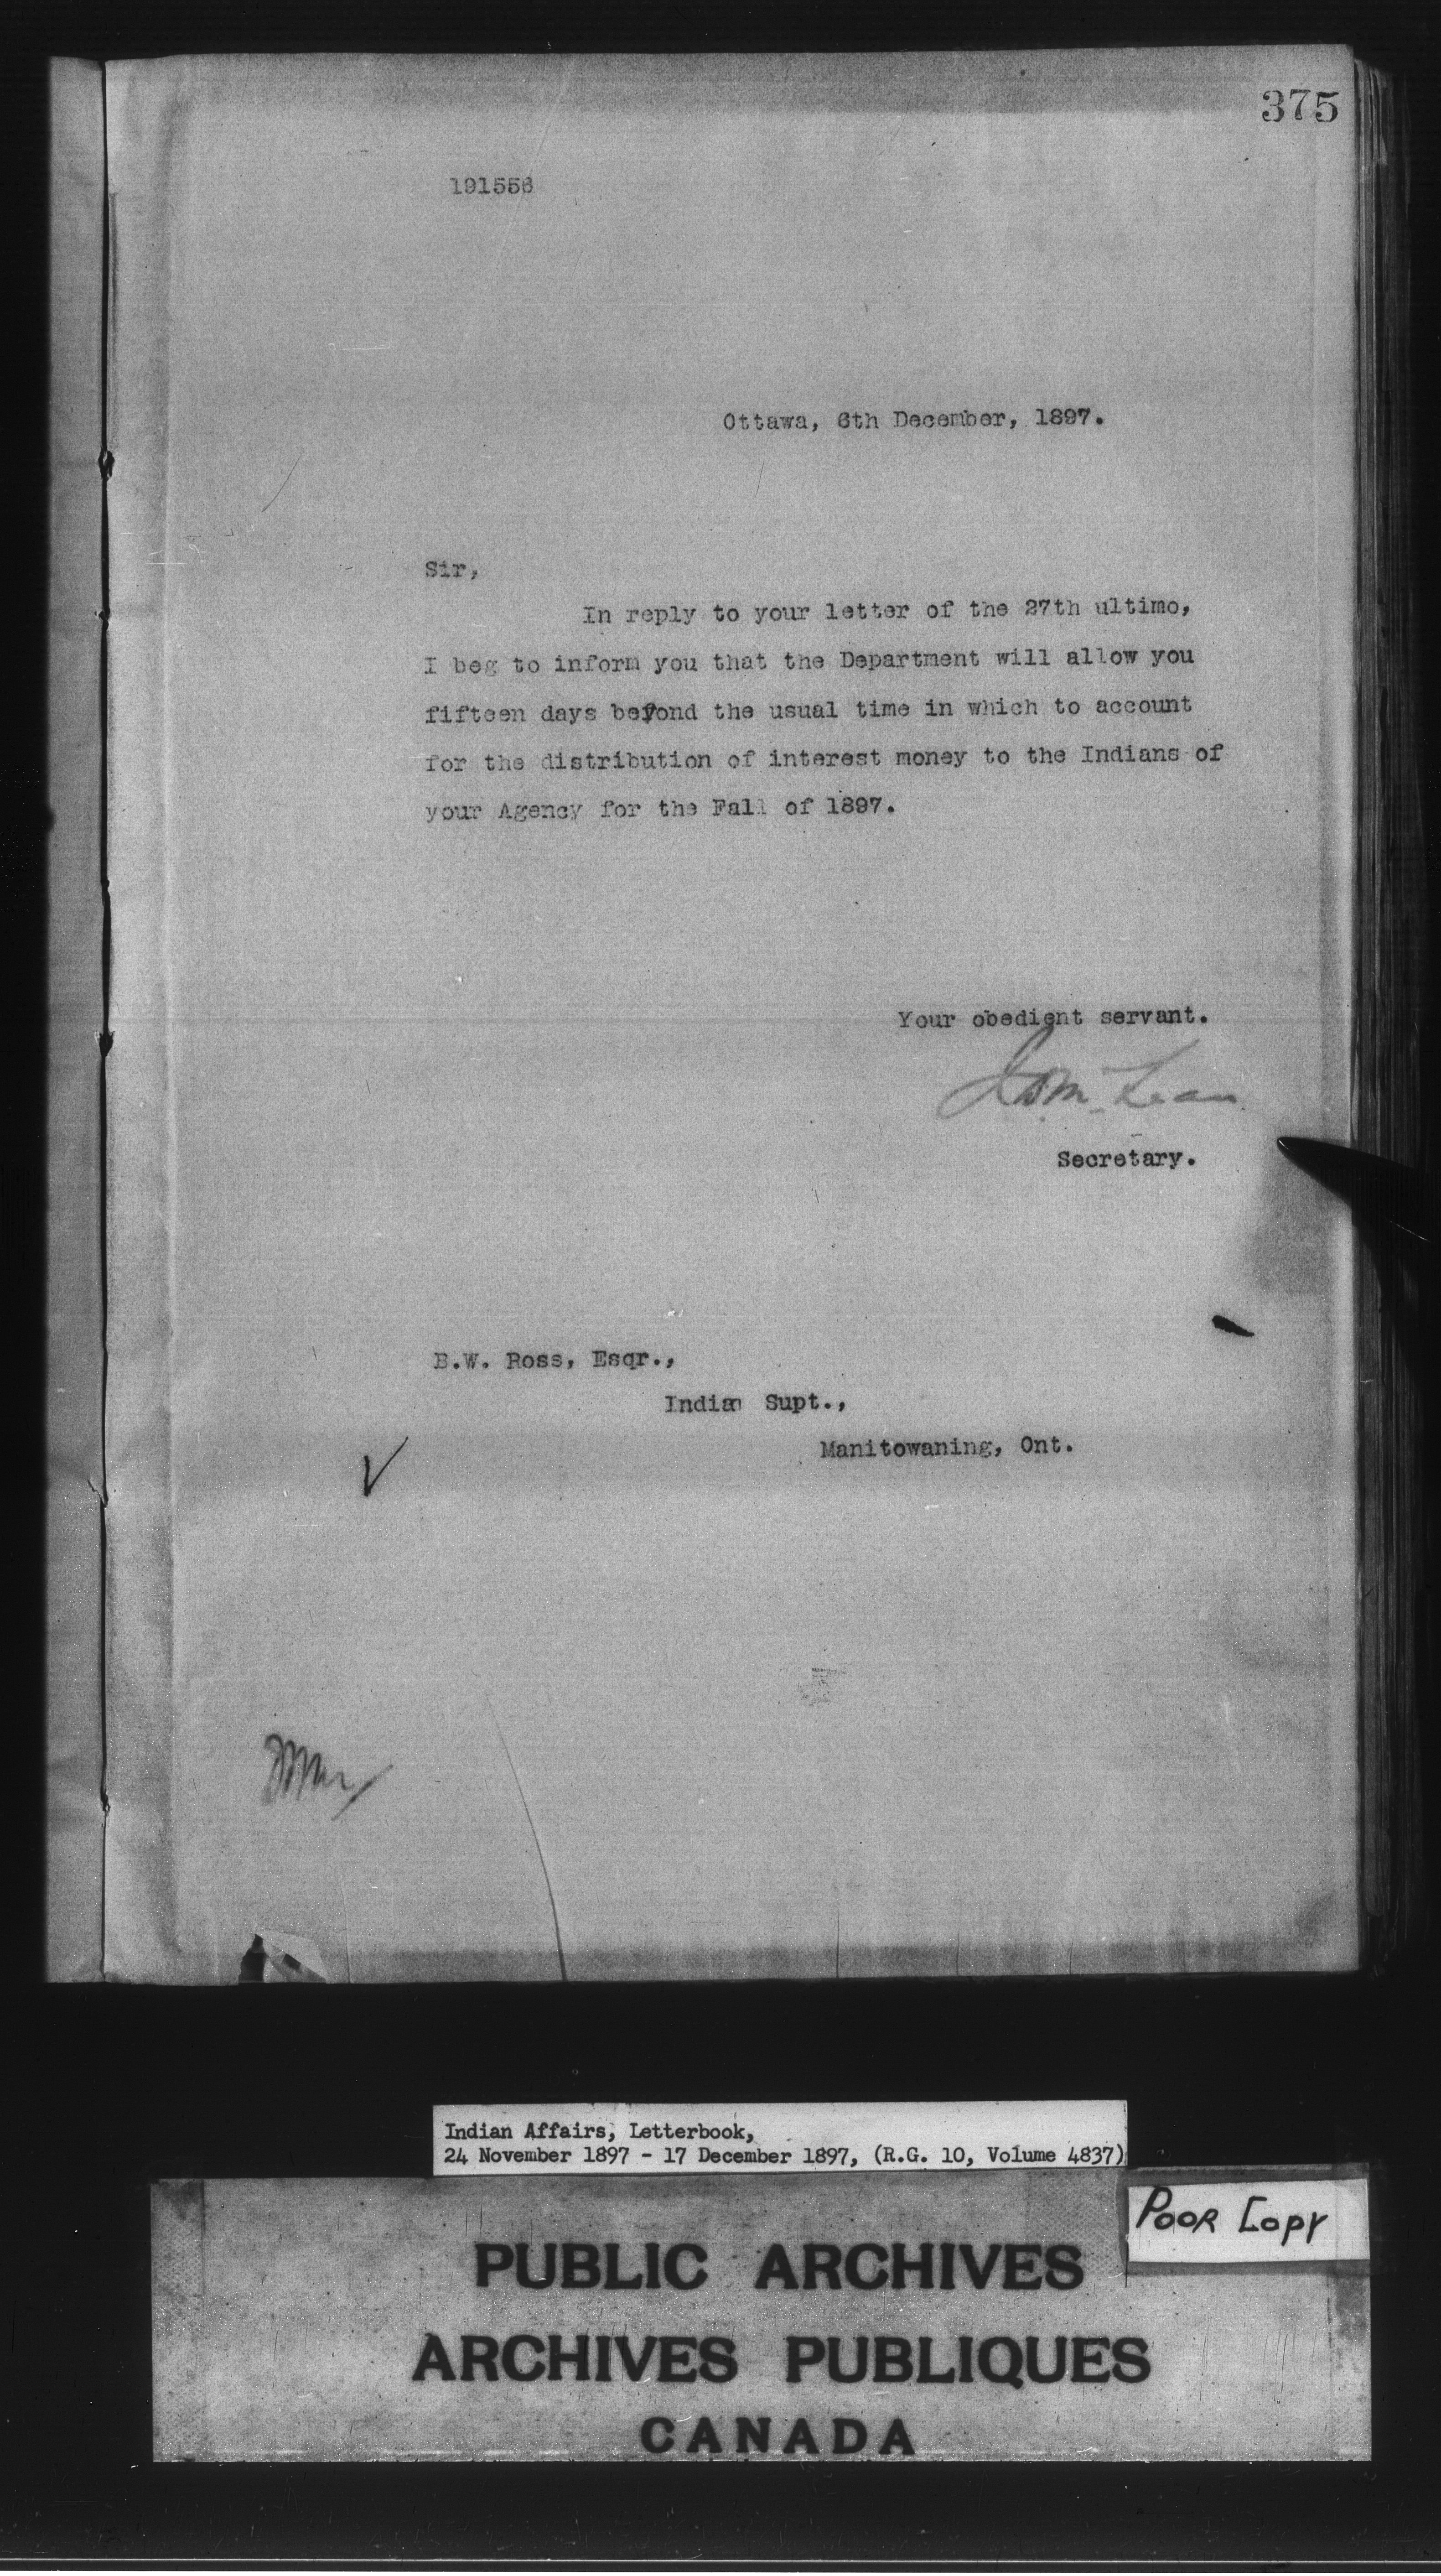 375
191556
Ottawa, 6th December, 1897.
Sir,
In reply to your letter of the 27th ultimo,
I beg to inform you that the Department will allow you
fifteen days beyond the usual time in which to account
for the distribution of interest money to the Indians of
your Agency for the Fall of 1897.
Your obedient servant.
J.D. McLean
Secretary.
B.W. Ross, Esqr.,
Indian Supt.,
Manitowaning, Ont.
Indian Affairs, Letterbook,
24 November 1897 - 17 December 1897, (R.G. 10, Volume 4837)
POOR COPY
PUBLIC ARCHIVES
ARCHIVES PUBLIQUES
CANADA